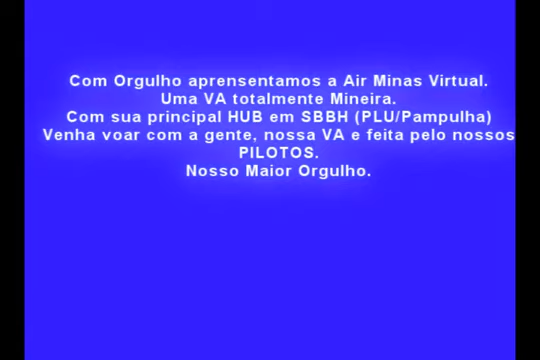 Com Orgulho aprensentamos a Air Minas Virtual.
Uma VA totalmente Mineira.
Com sua principal HUB em SBBH (PLU/Pampulha)
Venha voar com a gente, nossa VA e feita pelo nossos
PILOTOS.
Nosso Maior Orgulho.